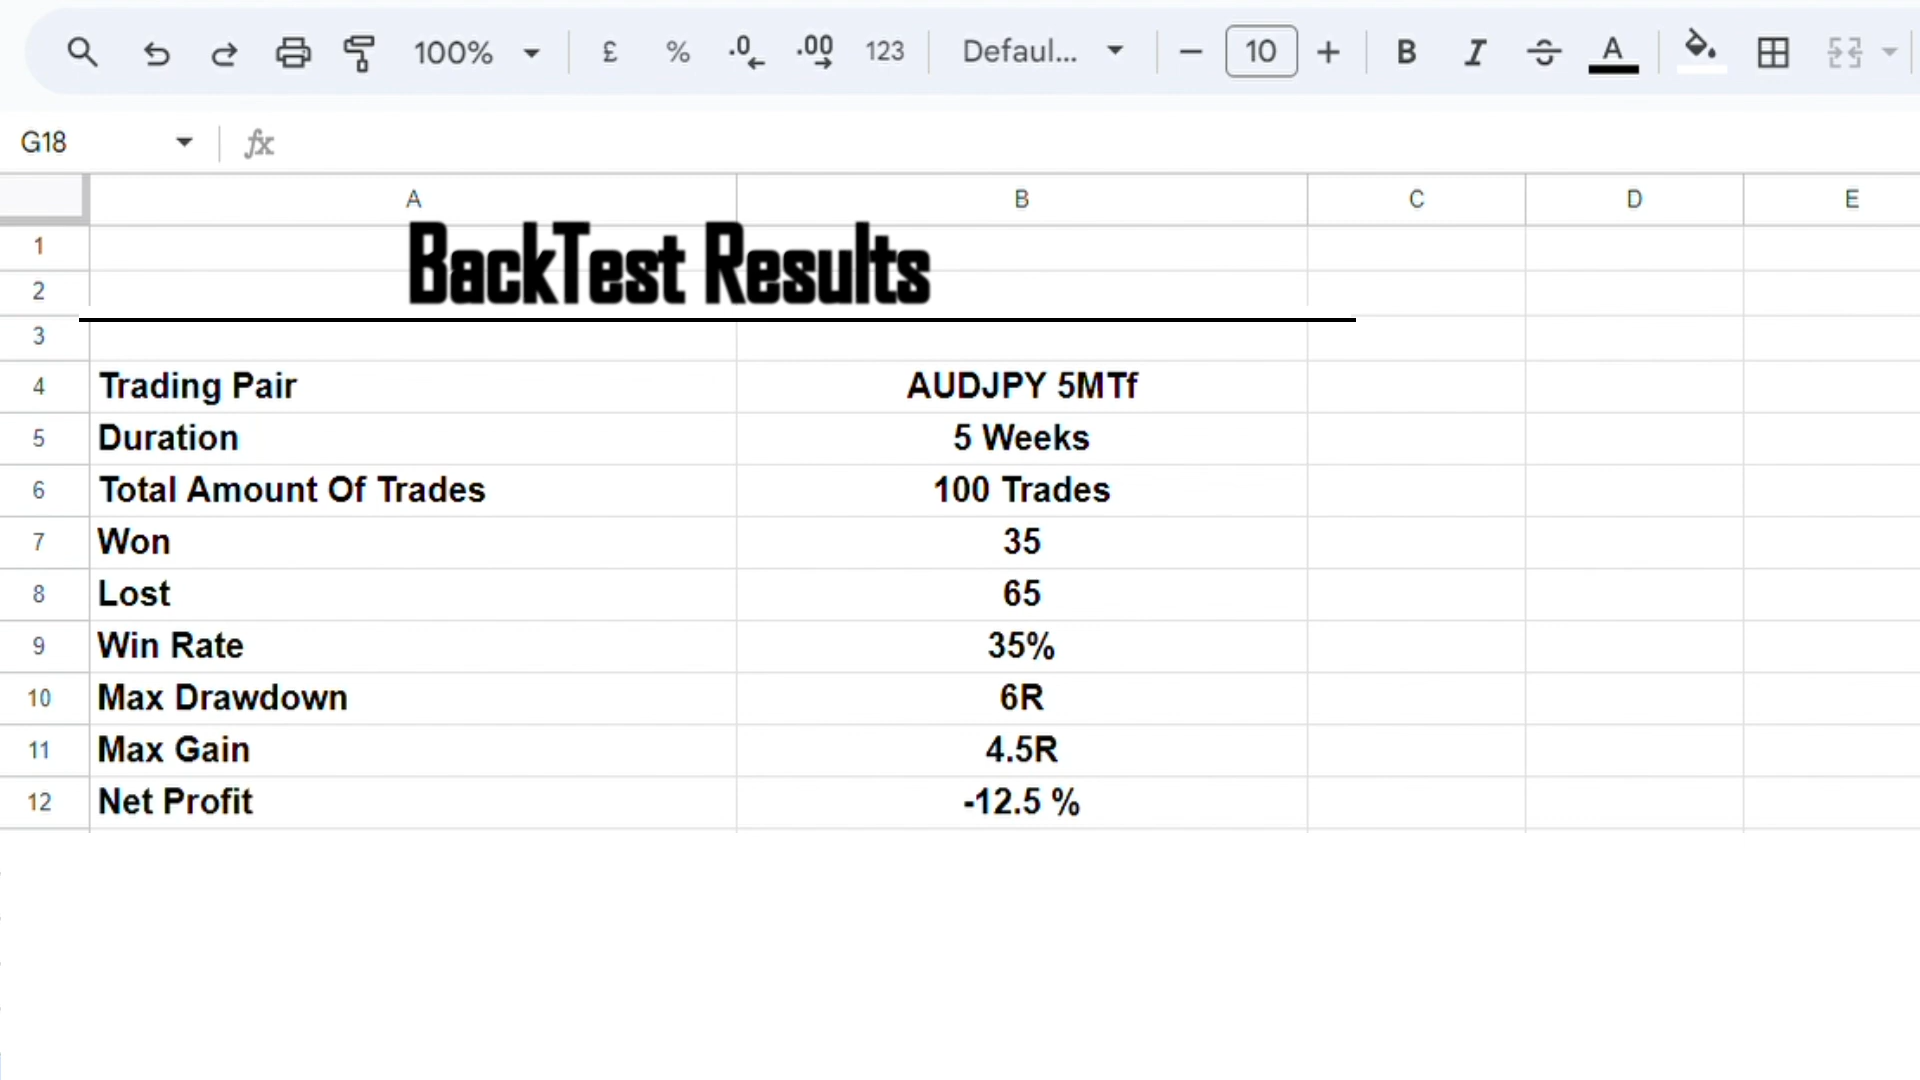 100% £ % .0 .00 123 Defaul... 10 B I S A
G18 fx
A B C D E
BackTest Results
1
2
3
4 Trading Pair AUDJPY 5MTf
5 Duration 5 Weeks
6 Total Amount Of Trades 100 Trades
7 Won 35
8 Lost 65
9 Win Rate 35%
10 Max Drawdown 6R
11 Max Gain 4.5R
12 Net Profit -12.5 %